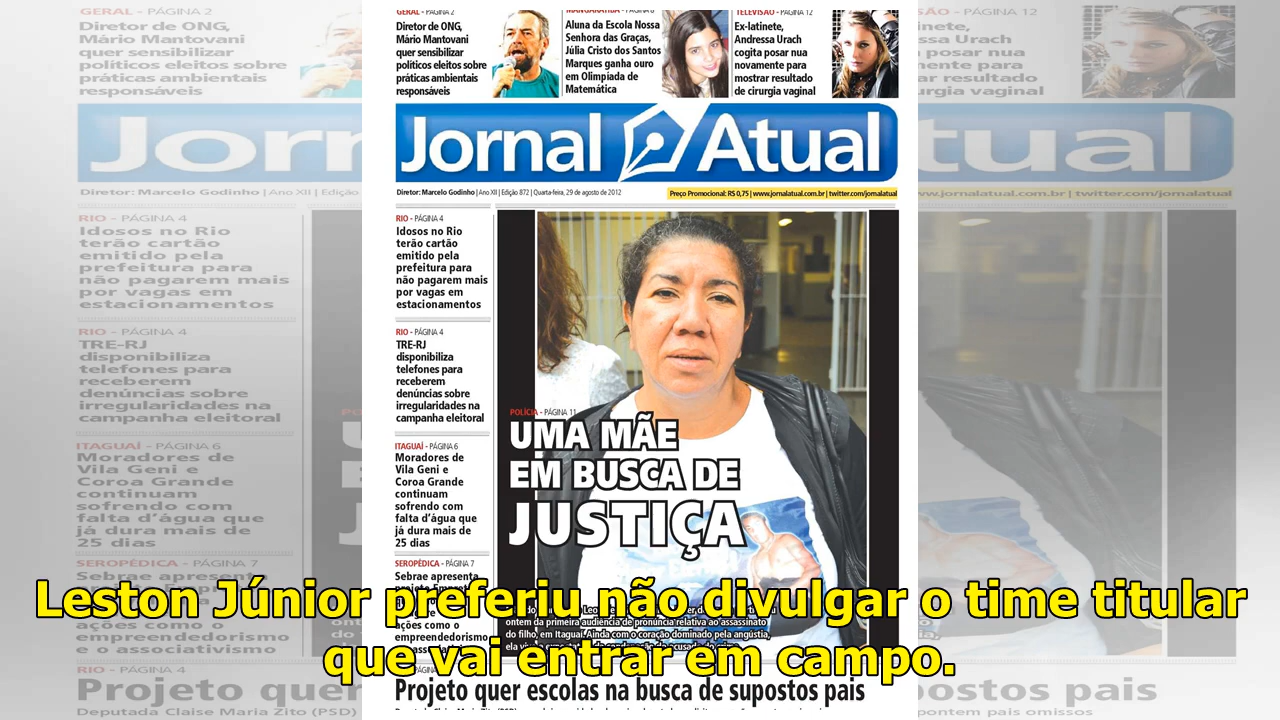 GERAL - PÁGINA 2
Diretor de ONG,
Mário Mantovani
quer sensibilizar
políticos eleitos sobre
práticas ambientais
responsáveis
MANGARATIBA - PÁGINA 8
Aluna da Escola Nossa
Senhora das Graças,
Júlia Cristo dos Santos
Marques ganha ouro
em Olimpíada de
Matemática
TELEVISÃO - PÁGINA 12
Ex-latinete,
Andressa Urach
cogita posar nua
novamente para
mostrar resultado
de cirurgia vaginal
Jornal Atual
Diretor: Marcelo Godinho | Ano XII | Edição 872 | Quarta-feira, 29 de agosto de 2012
Preço Promocional: R$ 0,75 | www.jornalatual.com.br | twitter.com/jornalatual
RIO - PÁGINA 4
Idosos no Rio
terão cartão
emitido pela
prefeitura para
não pagarem mais
por vagas em
estacionamentos
RIO - PÁGINA 4
TRE-RJ
disponibiliza
telefones para
receberem
denúncias sobre
irregularidades na
campanha eleitoral
ITAGUAÍ - PÁGINA 6
Moradores de
Vila Geni e
Coroa Grande
continuam
sofrendo com
falta d'água que
já dura mais de
25 dias
SEROPÉDICA - PÁGINA 7
Sebrae apresenta
ações como o
empreendedorismo
POLÍCIA - PÁGINA 11
UMA MÃE
EM BUSCA DE
JUSTIÇA
ontem da primeira audiência de pronúncia relativa ao assassinato
do filho, em Itaguaí. Ainda com o coração dominado pela angústia,
Leston Júnior preferiu não divulgar o time titular
que vai entrar em campo.
Projeto quer escolas na busca de supostos pais